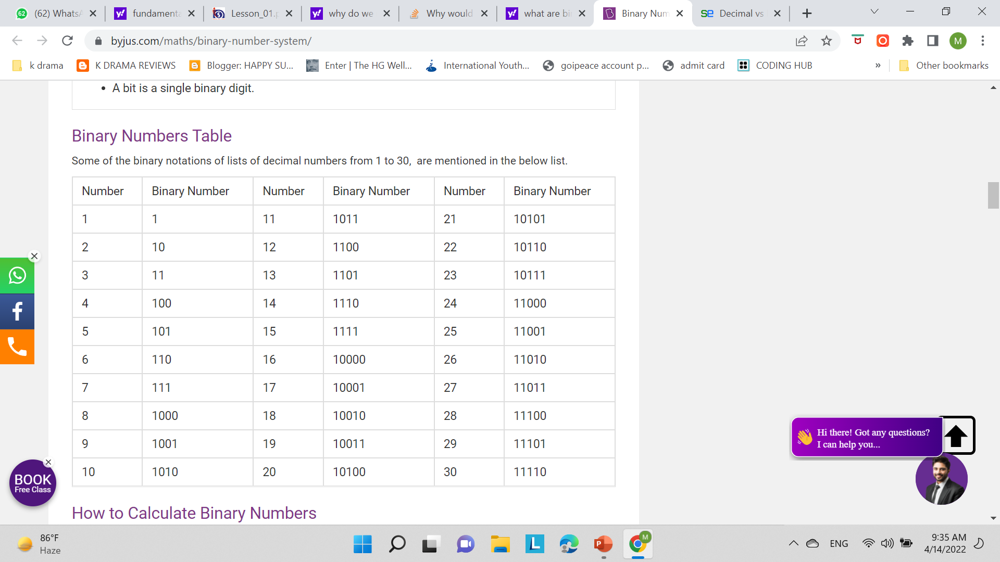 62 (62) WhatsA
fundamenta
Lesson_01.p
why do we
Why would
what are bi
Binary Num
Decimal vs
byjus.com/maths/binary-number-system/
M
k drama
K DRAMA REVIEWS
Blogger: HAPPY SU...
Enter | The HG Well...
International Youth...
goipeace account p...
admit card
CODING HUB
»
Other bookmarks
• A bit is a single binary digit.
Binary Numbers Table
Some of the binary notations of lists of decimal numbers from 1 to 30, are mentioned in the below list.
Number Binary Number Number Binary Number Number Binary Number
1 1 11 1011 21 10101
2 10 12 1100 22 10110
3 11 13 1101 23 10111
4 100 14 1110 24 11000
5 101 15 1111 25 11001
6 110 16 10000 26 11010
7 111 17 10001 27 11011
8 1000 18 10010 28 11100
9 1001 19 10011 29 11101
10 1010 20 10100 30 11110
Hi there! Got any questions?
I can help you...
BOOK
Free Class
How to Calculate Binary Numbers
86°F
Haze
L
P
M
ENG
9:35 AM
4/14/2022